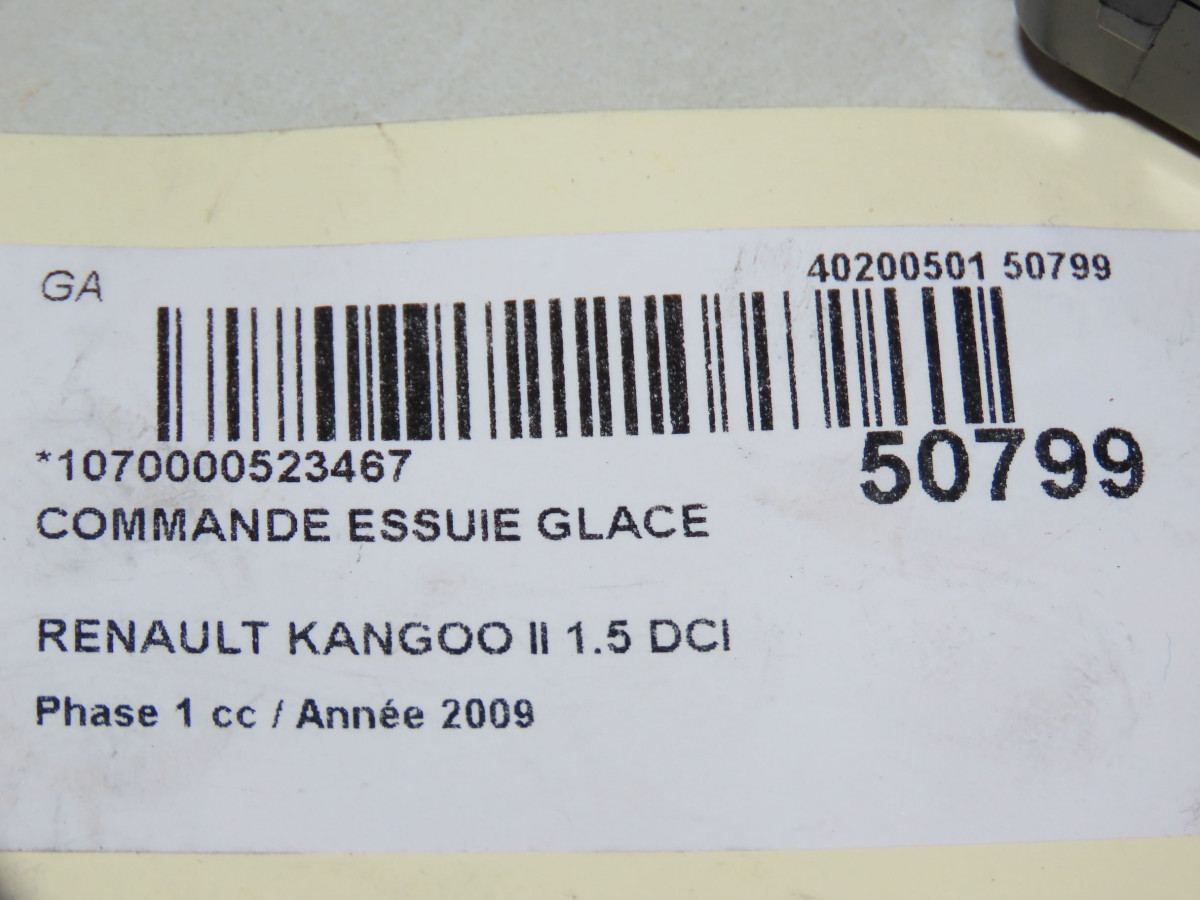 GA
40200501 50799
*1070000523467
50799
COMMANDE ESSUIE GLACE
RENAULT KANGOO II 1.5 DCI
Phase 1 cc / Année 2009